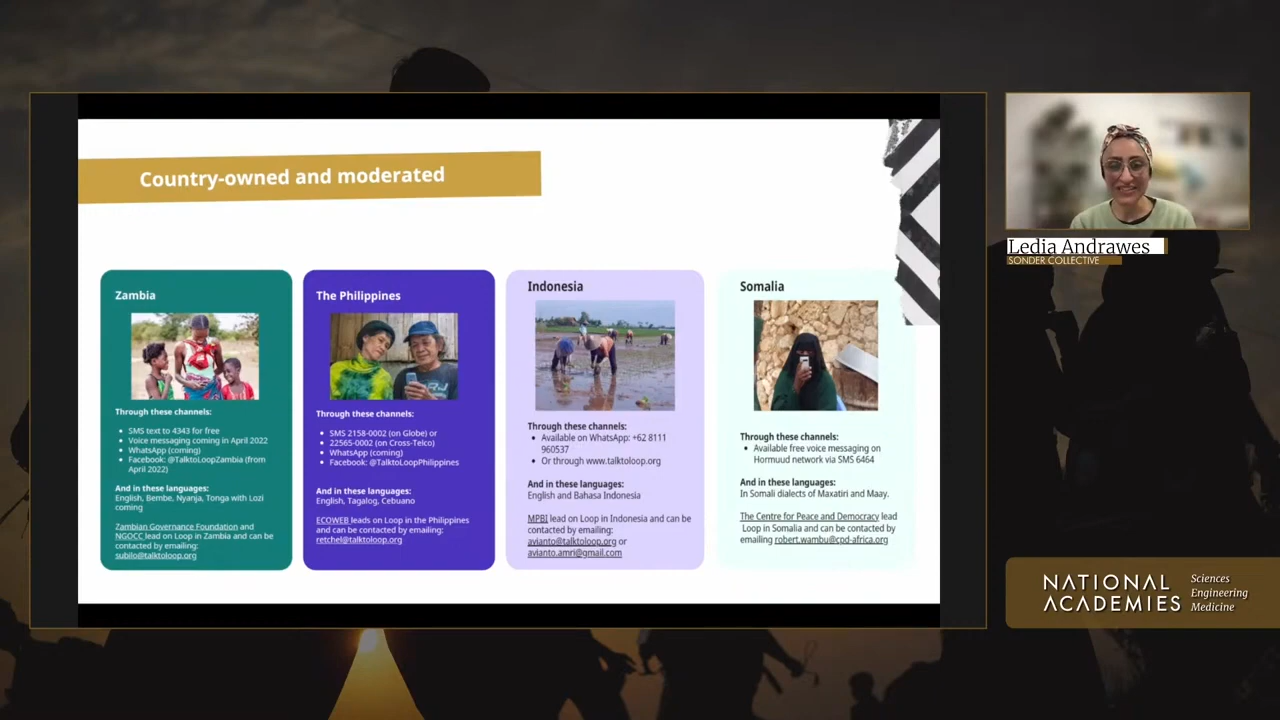 Country-owned and moderated
Zambia
Through these channels:
• SMS text to 4343 for free
• Voice messaging coming in April 2022
• WhatsApp (coming)
• Facebook: @TalktoLoopZambia (from
April 2022)
And in these languages:
English, Bembe, Nyanja, Tonga with Lozi
coming
Zambian Governance Foundation and
NGOCC lead on Loop in Zambia and can be
contacted by emailing:
subilo@talktoloop.org
The Philippines
Through these channels:
• SMS 2158-0002 (on Globe) or
• 22565-0002 (on Cross-Telco)
• WhatsApp (coming)
• Facebook: @TalktoLoopPhilippines
And in these languages:
English, Tagalog, Cebuano
ECOWEB leads on Loop in the Philippines
and can be contacted by emailing:
retchel@talktoloop.org
Indonesia
Through these channels:
• Available on WhatsApp: +62 8111
960537
• Or through www.talktoloop.org
And in these languages:
English and Bahasa Indonesia
MPBI lead on Loop in Indonesia and can be
contacted by emailing:
avianto@talktoloop.org or
avianto.amri@gmail.com
Somalia
Through these channels:
• Available free voice messaging on
Hormuud network via SMS 6464
And in these languages:
In Somali dialects of Maxatiri and Maay.
The Centre for Peace and Democracy lead
Loop in Somalia and can be contacted by
emailing robert.wambu@cpd-africa.org
Ledia Andrawes
SONDER COLLECTIVE
NATIONAL
ACADEMIES
Sciences
Engineering
Medicine